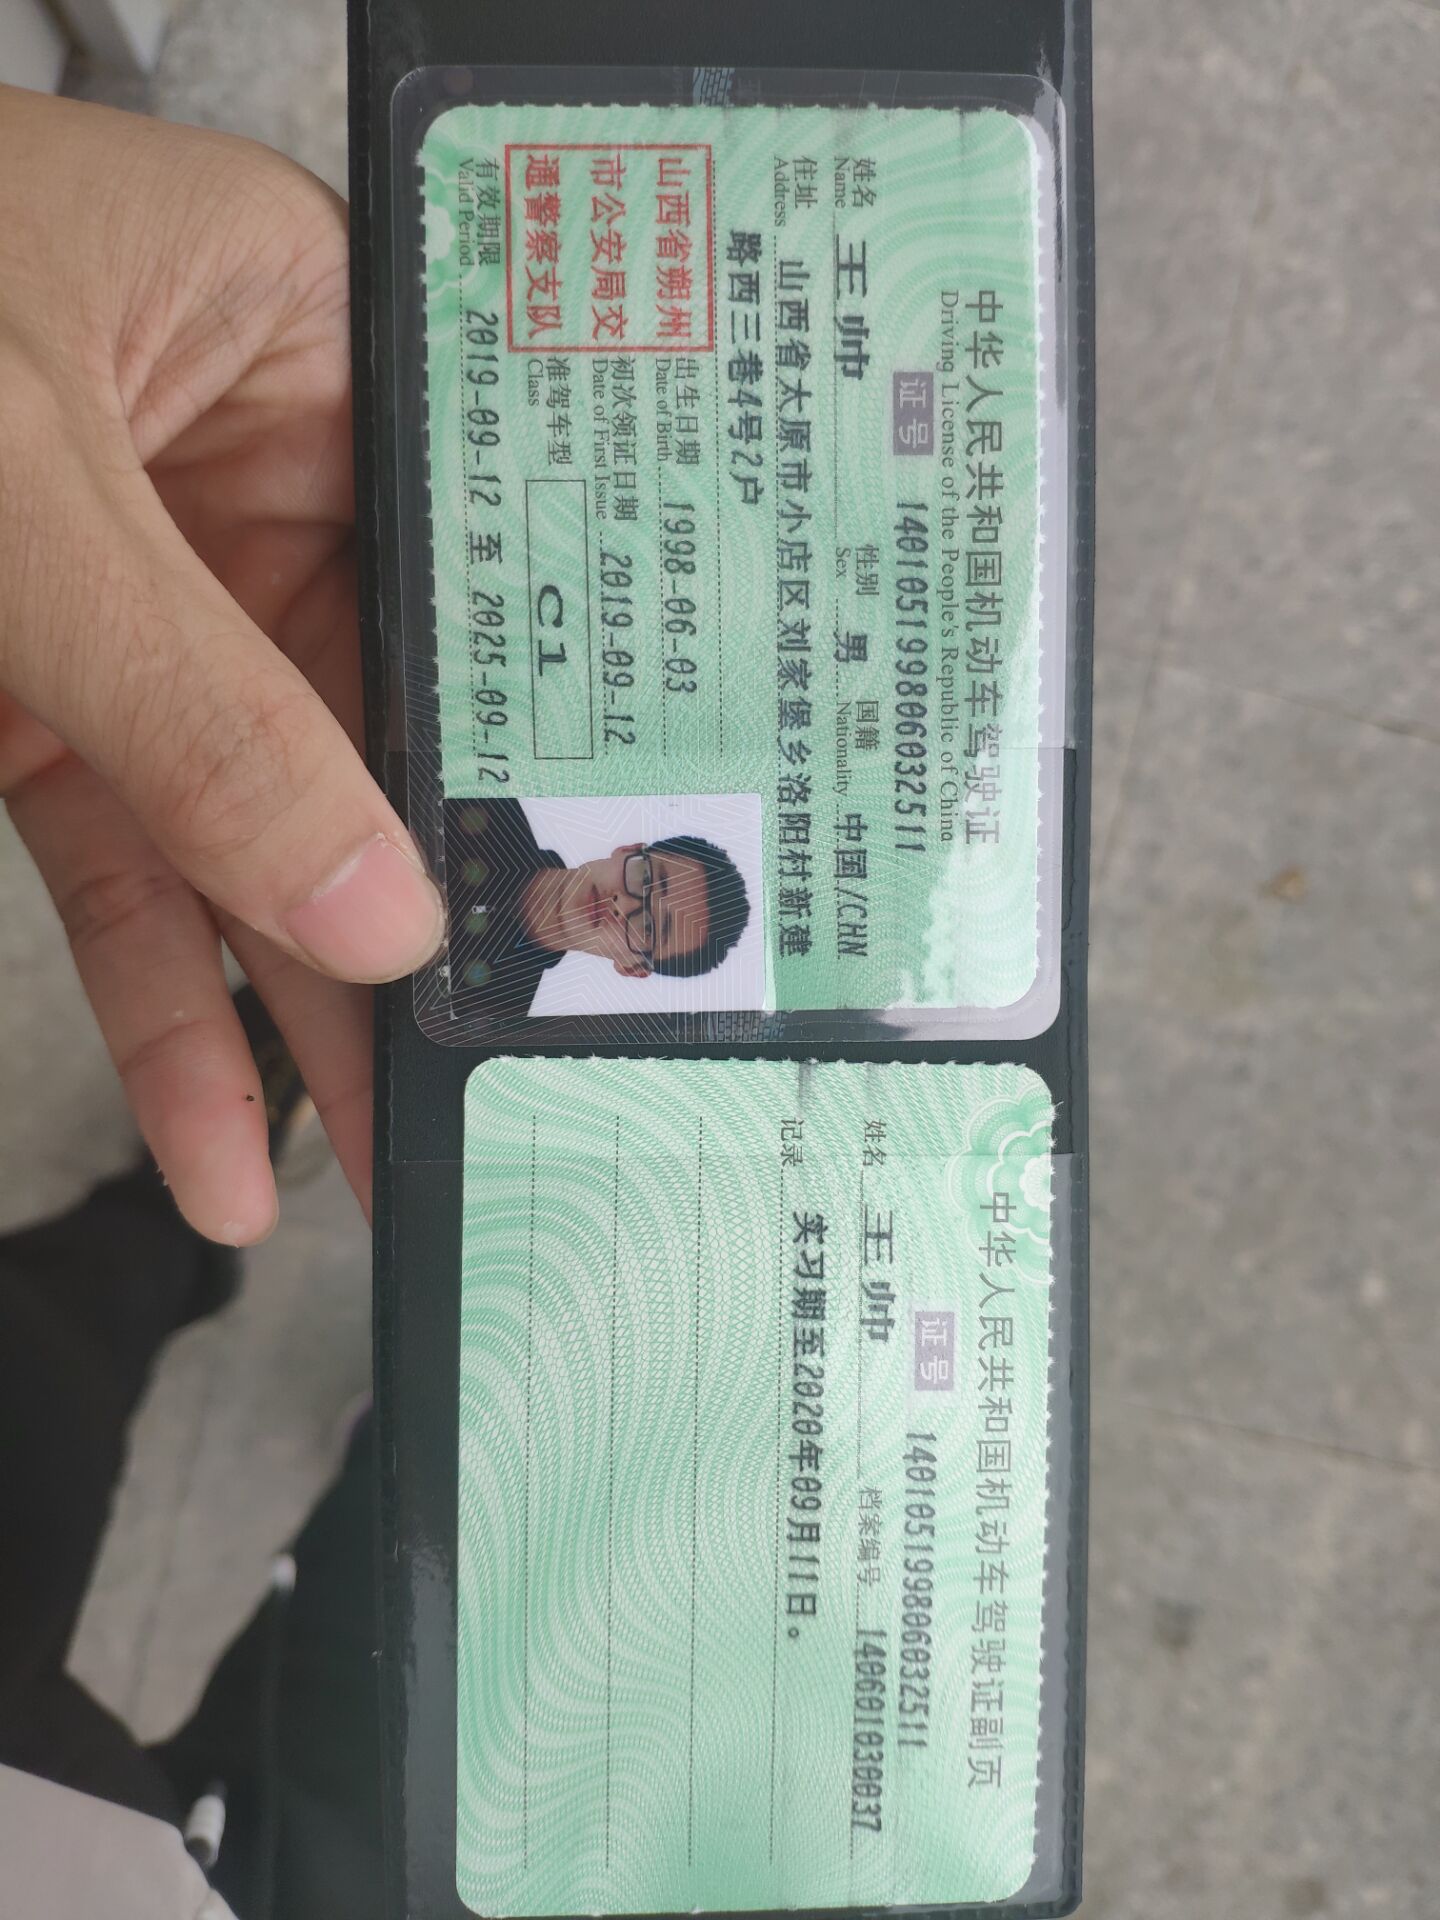 中华人民共和国机动车驾驶证
Driving License of the People's Republic of China
证号 140105199806032511
姓名 王帅 性别 男 国籍 中国/CHN
Name Sex Nationality
住址 山西省太原市小店区刘家堡乡洛阳村新建
Address
路西三巷4号2户
山西省朔州
市公安局交
通警察支队
出生日期 1998-06-03
Date of Birth
初次领证日期 2019-09-12
Date of First Issue
准驾车型 C1
Class
有效期限 2019-09-12 至 2025-09-12
Valid Period
中华人民共和国机动车驾驶证副页
证号 140105199806032511
姓名 王帅 档案编号 140601030037
记录 实习期至2020年09月11日。